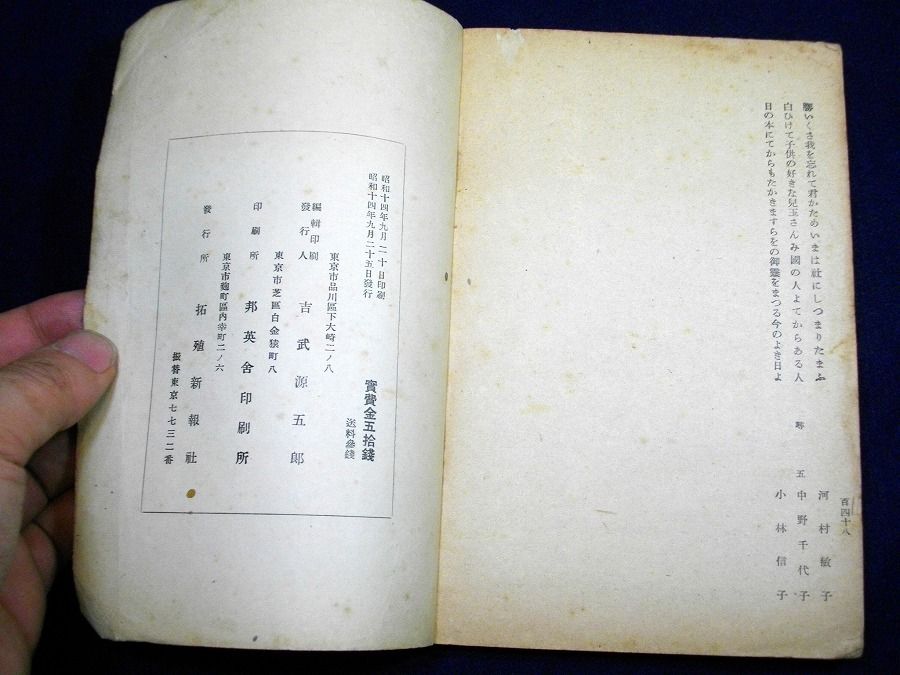 勝いくさ我を忘れて君かためいまは社にしつまりたまふ
河村敏子
白ひけて子供の好きな兒玉さんみ國の人よてからある人
尋五 中野千代子
日の本にてからもたかきますらをの御靈をまつる今のよき日よ
小林信子
百四十八
昭和十四年九月二十日印刷
昭和十四年九月二十五日發行
實費金五拾錢
送料參錢
東京市品川區下大崎二ノ八
編輯印刷發行人 吉武源五郎
東京市芝區白金猿町八
印刷所 邦英舍印刷所
東京市麹町區内幸町二ノ六
發行所 拓殖新報社
振替東京七七三二番